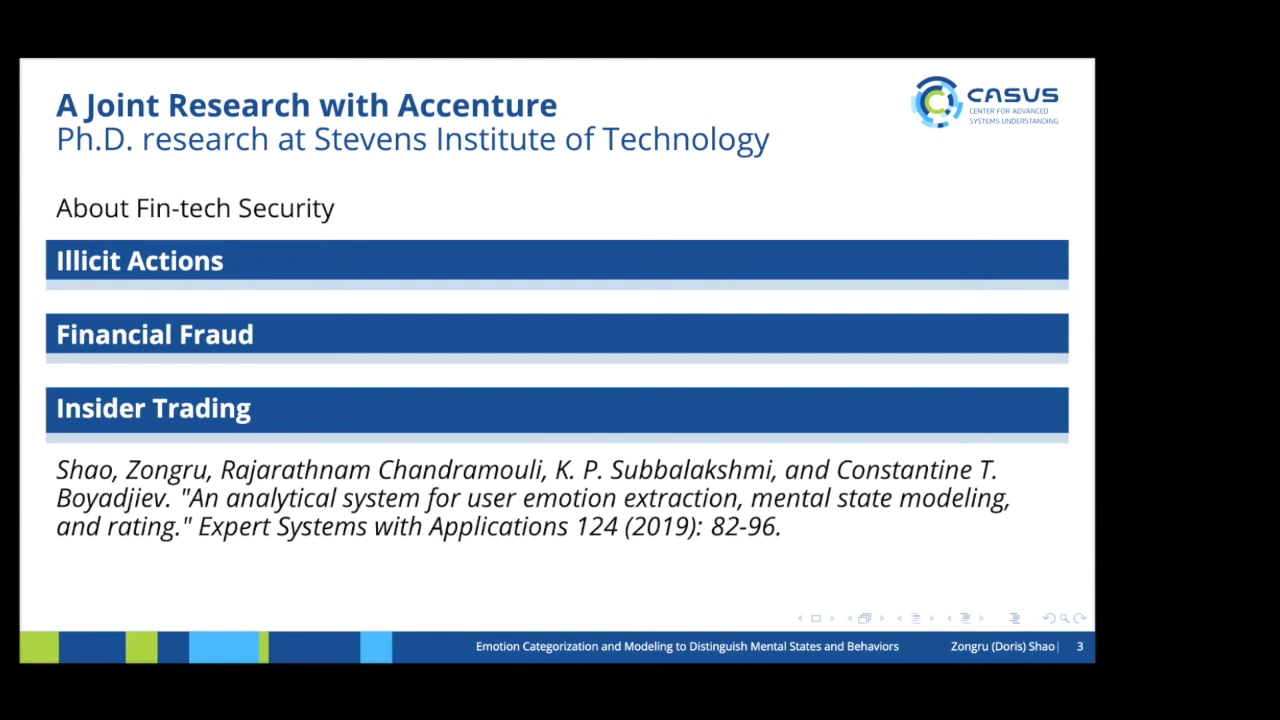 A Joint Research with Accenture
Ph.D. research at Stevens Institute of Technology
CASUS
CENTER FOR ADVANCED
SYSTEMS UNDERSTANDING
About Fin-tech Security
Illicit Actions
Financial Fraud
Insider Trading
Shao, Zongru, Rajarathnam Chandramouli, K. P. Subbalakshmi, and Constantine T.
Boyadjiev. "An analytical system for user emotion extraction, mental state modeling,
and rating." Expert Systems with Applications 124 (2019): 82-96.
Emotion Categorization and Modeling to Distinguish Mental States and Behaviors
Zongru (Doris) Shao|
3